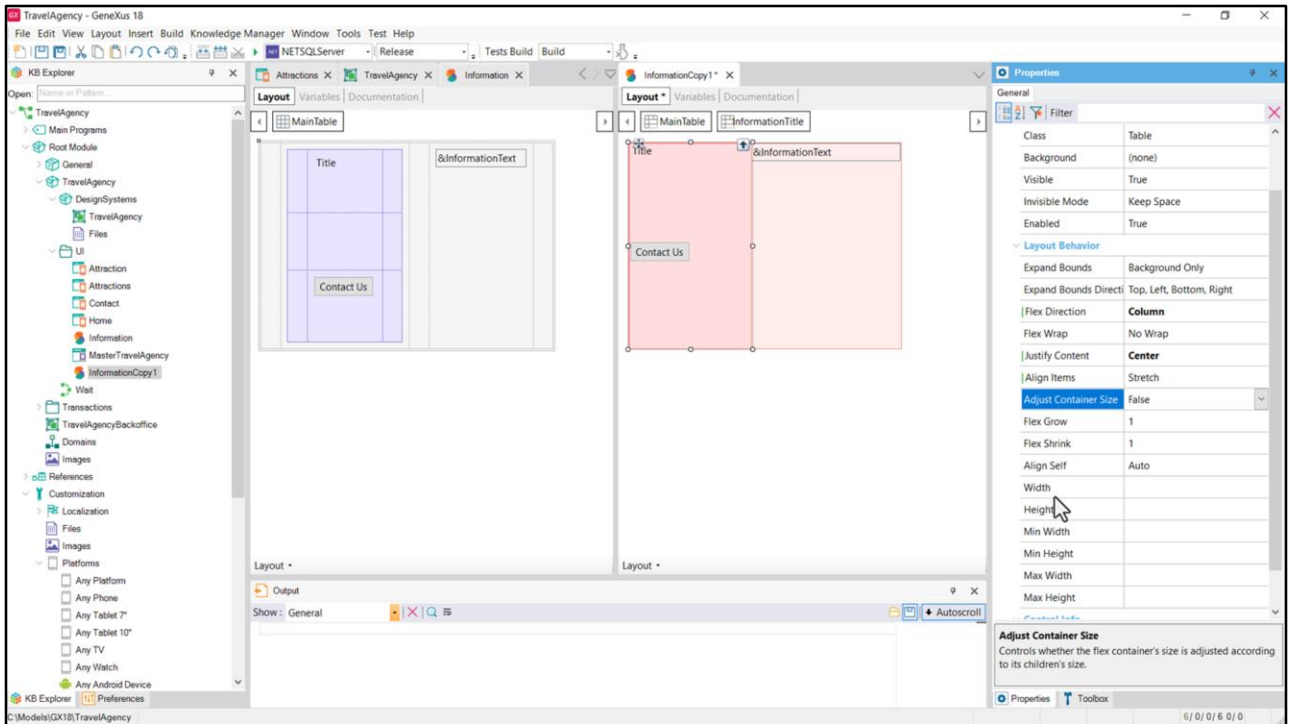 TravelAgency - GeneXus 18
File Edit View Layout Insert Build Knowledge Manager Window Tools Test Help
NETSQLServer Release Tests Build Build
KB Explorer
Open: Name or Pattern...
TravelAgency
Main Programs
Root Module
General
TravelAgency
DesignSystems
TravelAgency
Files
UI
Attraction
Attractions
Contact
Home
Information
MasterTravelAgency
InformationCopy1
Wait
Transactions
TravelAgencyBackoffice
Domains
Images
References
Customization
Localization
Files
Images
Platforms
Any Platform
Any Phone
Any Tablet 7"
Any Tablet 10"
Any TV
Any Watch
Any Android Device
KB Explorer Preferences
C:\Models\GX18\TravelAgency
Attractions TravelAgency Information
Layout Variables Documentation
MainTable
Title
&InformationText
Contact Us
Layout
InformationCopy1*
Layout * Variables Documentation
MainTable InformationTitle
Title
&InformationText
Contact Us
Layout
Output
Show: General
Autoscroll
Properties
General
Filter
Class Table
Background (none)
Visible True
Invisible Mode Keep Space
Enabled True
Layout Behavior
Expand Bounds Background Only
Expand Bounds Directi Top, Left, Bottom, Right
Flex Direction Column
Flex Wrap No Wrap
Justify Content Center
Align Items Stretch
Adjust Container Size False
Flex Grow 1
Flex Shrink 1
Align Self Auto
Width
Height
Min Width
Min Height
Max Width
Max Height
Control Info
Adjust Container Size
Controls whether the flex container's size is adjusted according
to its children's size.
Properties Toolbox
6/ 0/ 0/ 6 0/ 0